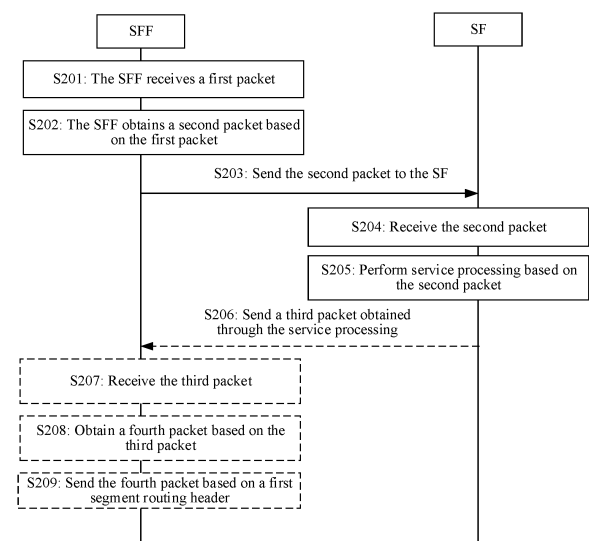 SFF
SF
S201: The SFF receives a first packet
S202: The SFF obtains a second packet based
on the first packet
S203: Send the second packet to the SF
S204: Receive the second packet
S205: Perform service processing based on
the second packet
S206: Send a third packet obtained
through the service processing
S207: Receive the third packet
S208: Obtain a fourth packet based on the
third packet
S209: Send the fourth packet based on a first
segment routing header